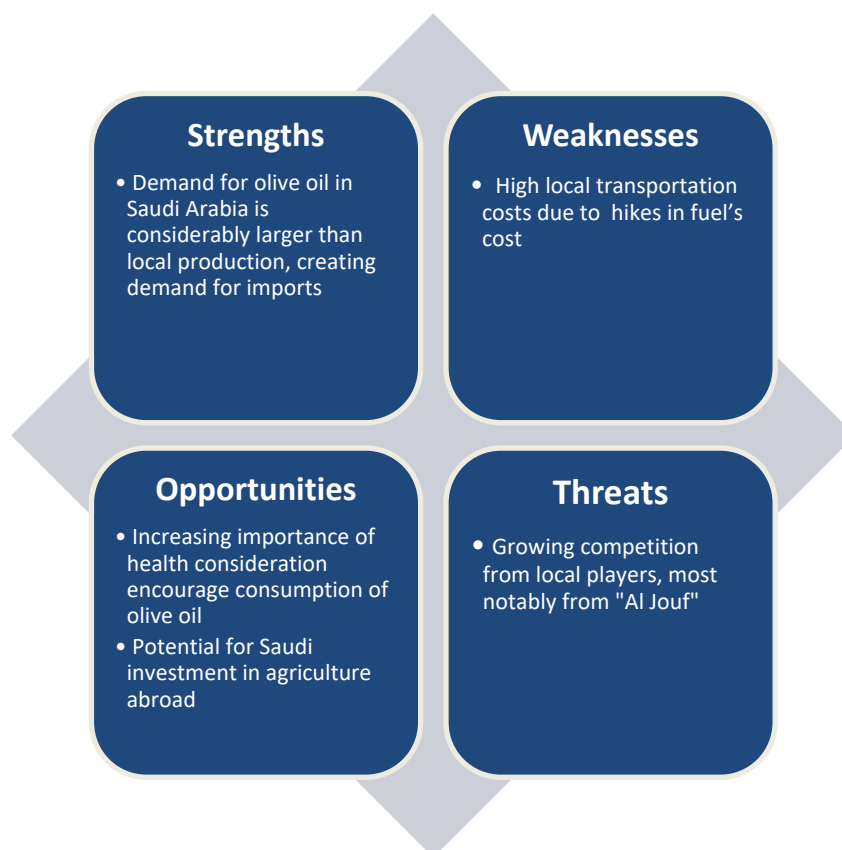 Strengths
• Demand for olive oil in
Saudi Arabia is
considerably larger than
local production, creating
demand for imports
Weaknesses
• High local transportation
costs due to hikes in fuel’s
cost
Opportunities
• Increasing importance of
health consideration
encourage consumption of
olive oil
• Potential for Saudi
investment in agriculture
abroad
Threats
• Growing competition
from local players, most
notably from "Al Jouf"